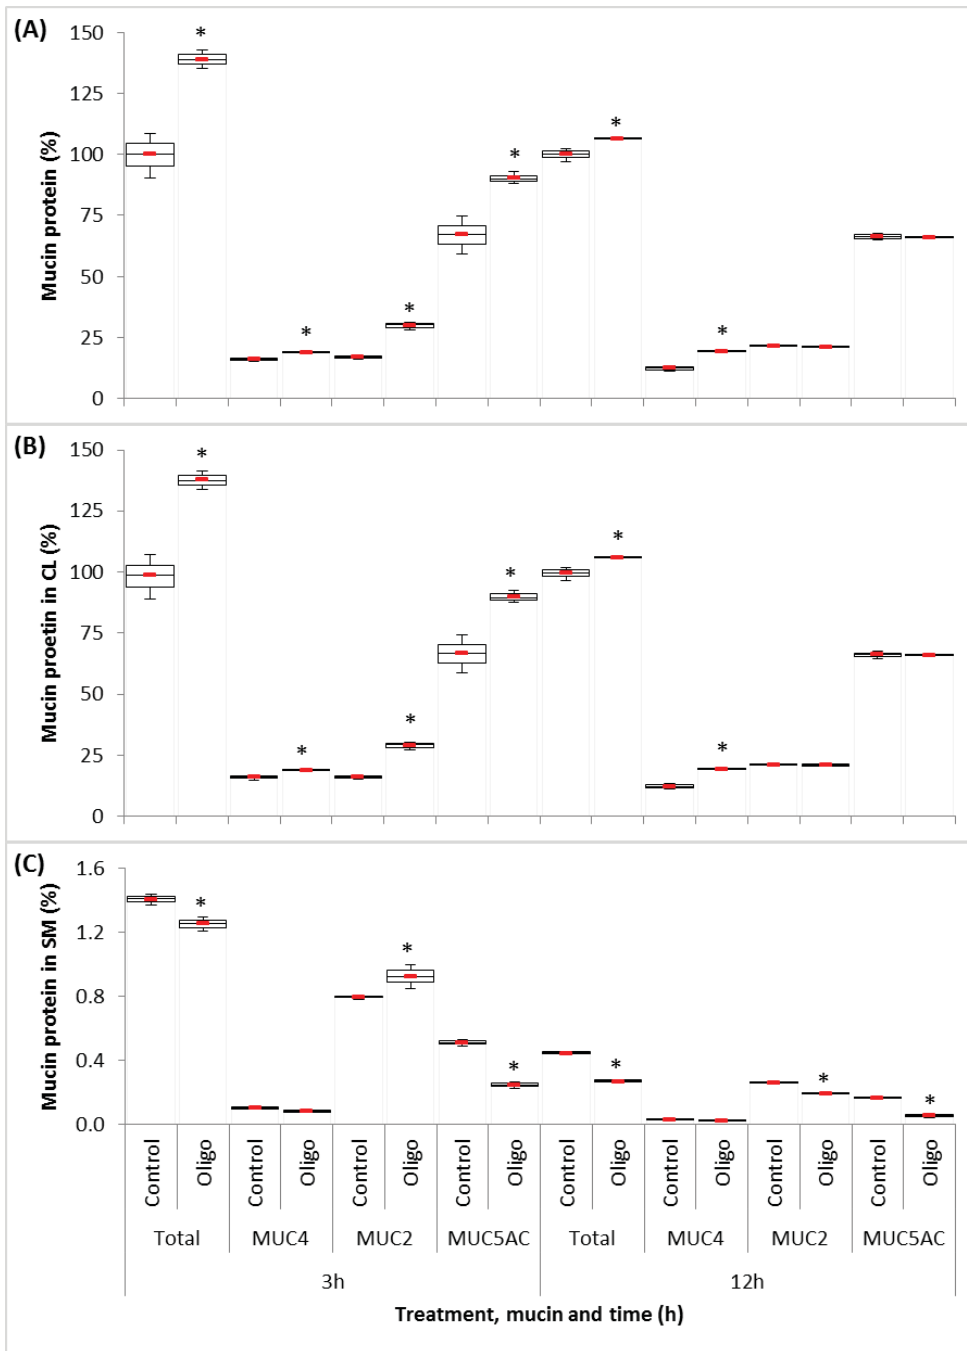 (A)
Mucin protein (%)
150
125
100
75
50
25
0
* * * * * *
(B)
Mucin proetin in CL (%)
150
125
100
75
50
25
0
* * * * * *
(C)
Mucin protein in SM (%)
1.6
1.2
0.8
0.4
0.0
* * * * * *
Control Oligo Control Oligo Control Oligo Control Oligo Control Oligo Control Oligo Control Oligo Control Oligo
Total MUC4 MUC2 MUC5AC Total MUC4 MUC2 MUC5AC
3h 12h
Treatment, mucin and time (h)